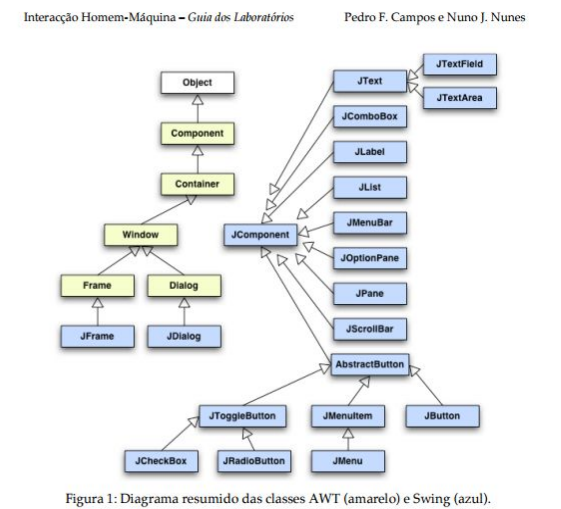 Interacção Homem-Máquina – Guia dos Laboratórios Pedro F. Campos e Nuno J. Nunes
JTextField
Object
JText
JTextArea
Component
JComboBox
JLabel
Container
JList
JMenuBar
Window
JComponent
JOptionPane
Frame
Dialog
JPane
JFrame
JDialog
JScrollBar
AbstractButton
JToggleButton
JMenuItem
JButton
JCheckBox
JRadioButton
JMenu
Figura 1: Diagrama resumido das classes AWT (amarelo) e Swing (azul).